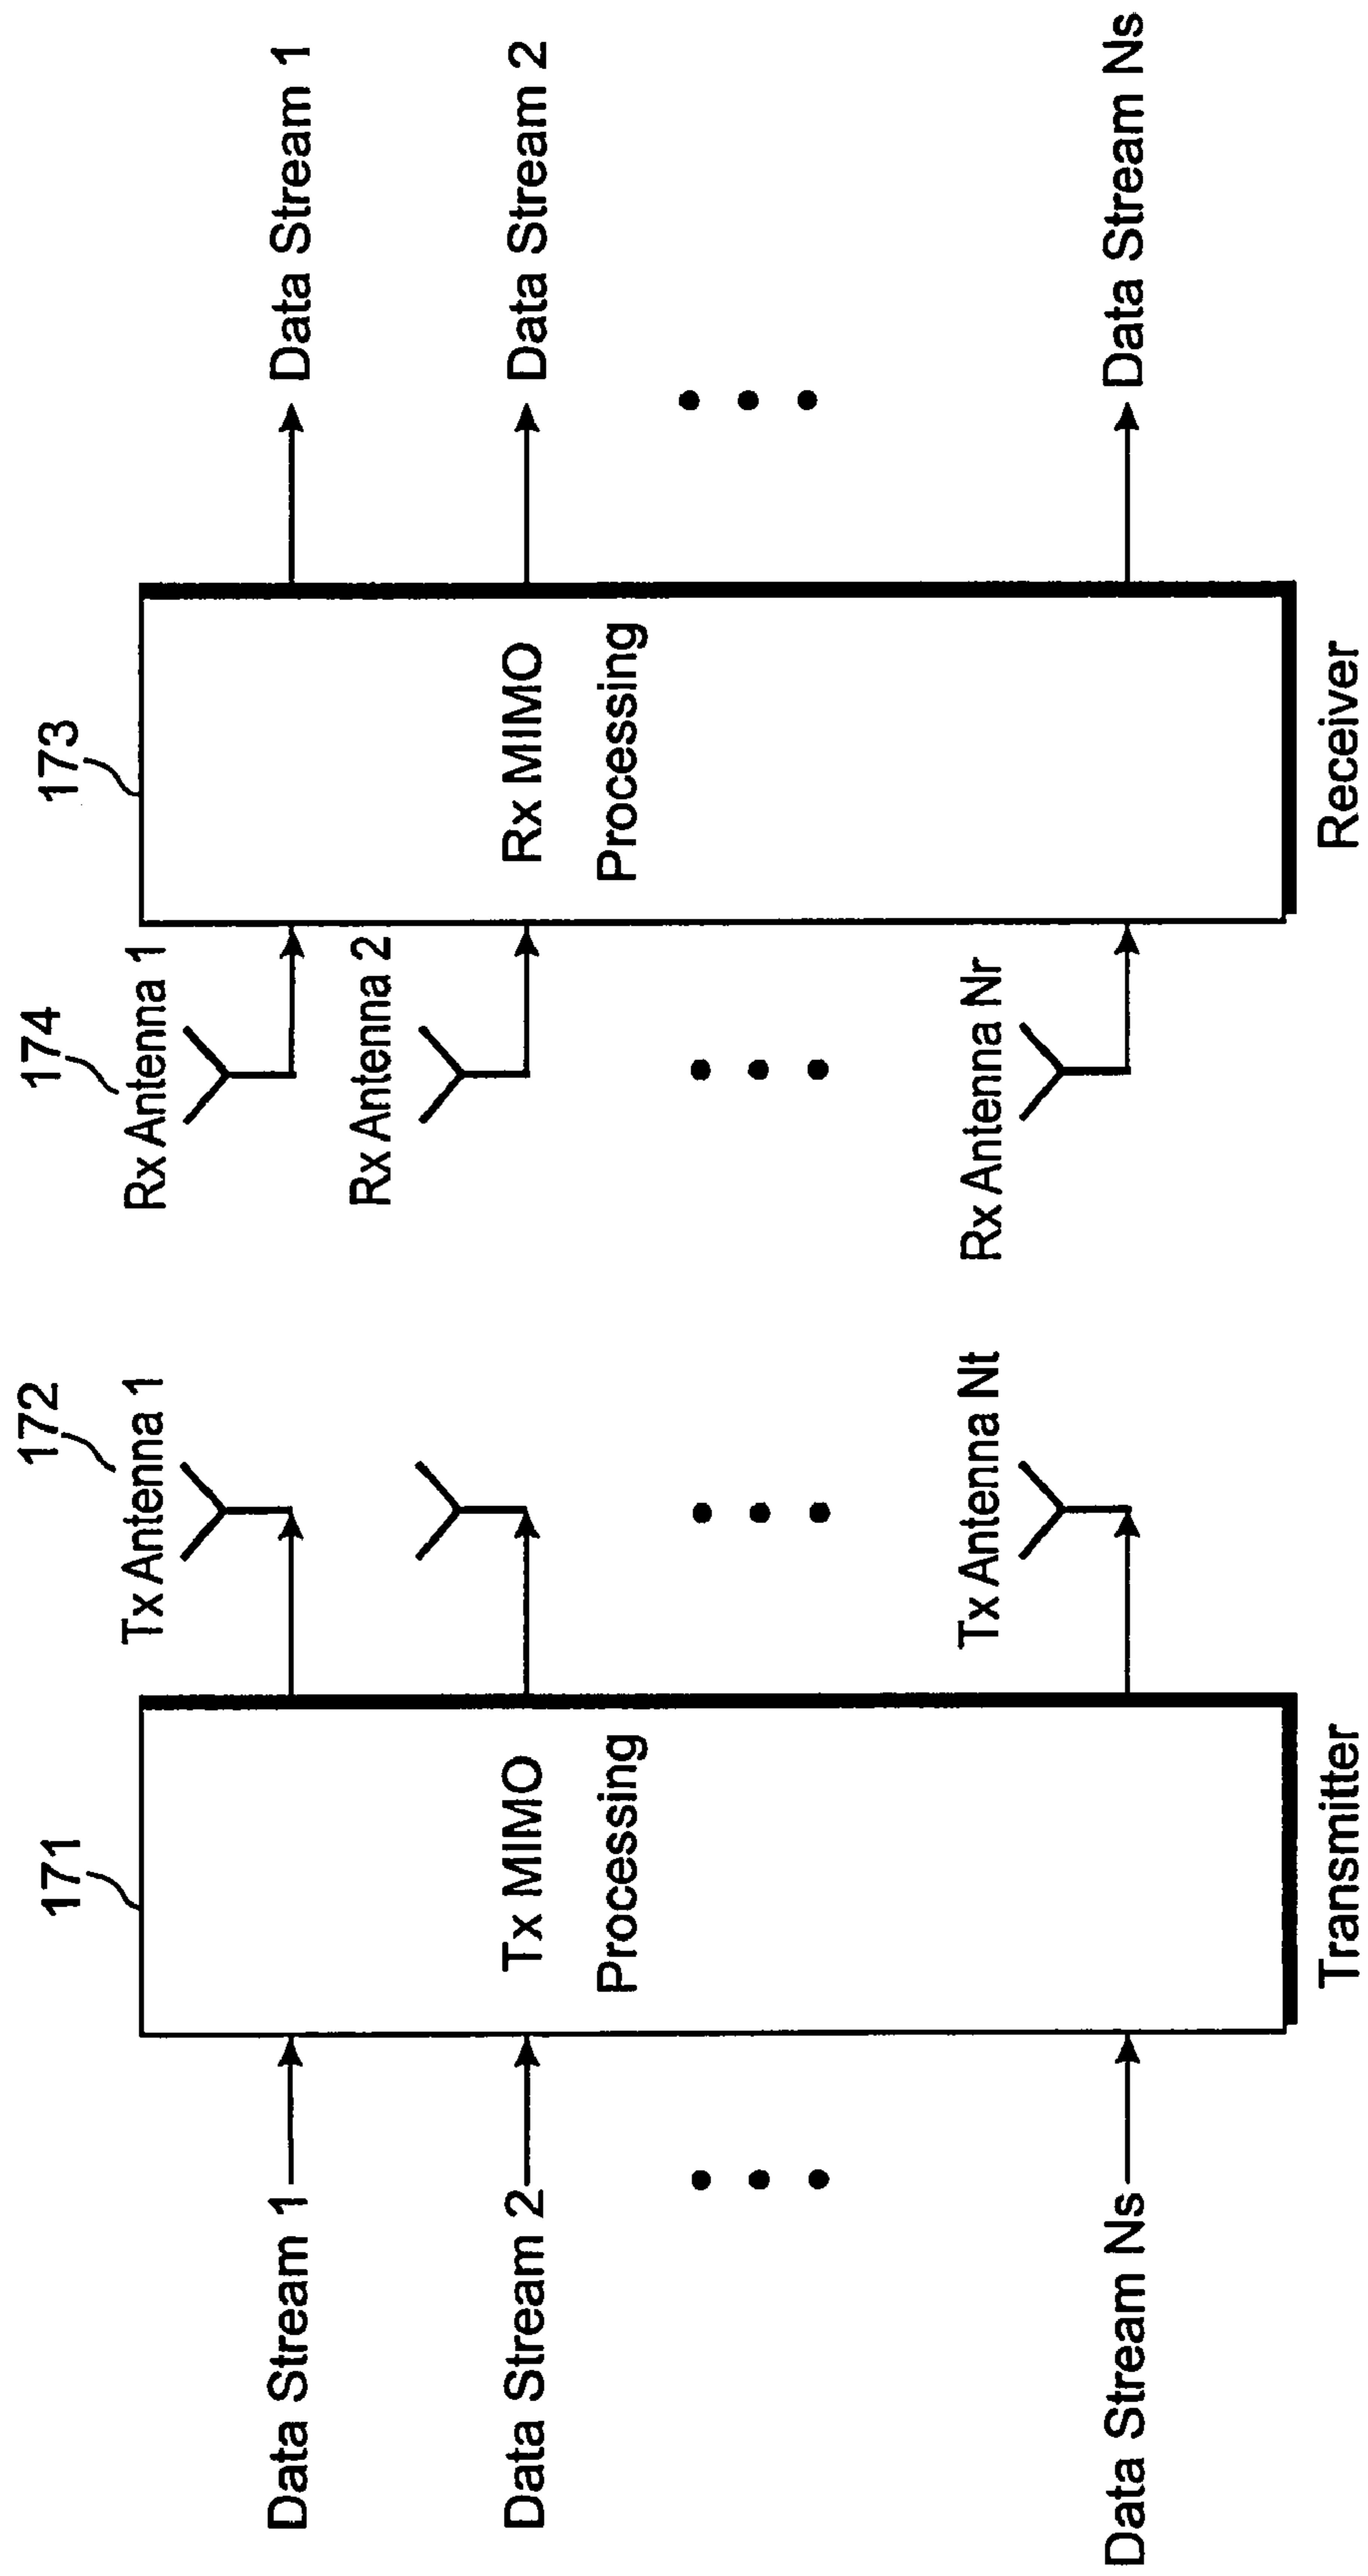 171
172
174
173
Tx Antenna 1
Rx Antenna 1
Data Stream 1
Data Stream 1
Rx Antenna 2
Data Stream 2
Tx MIMO
Processing
Rx MIMO
Processing
Data Stream 2
Tx Antenna Nt
Rx Antenna Nr
Data Stream Ns
Data Stream Ns
Transmitter
Receiver